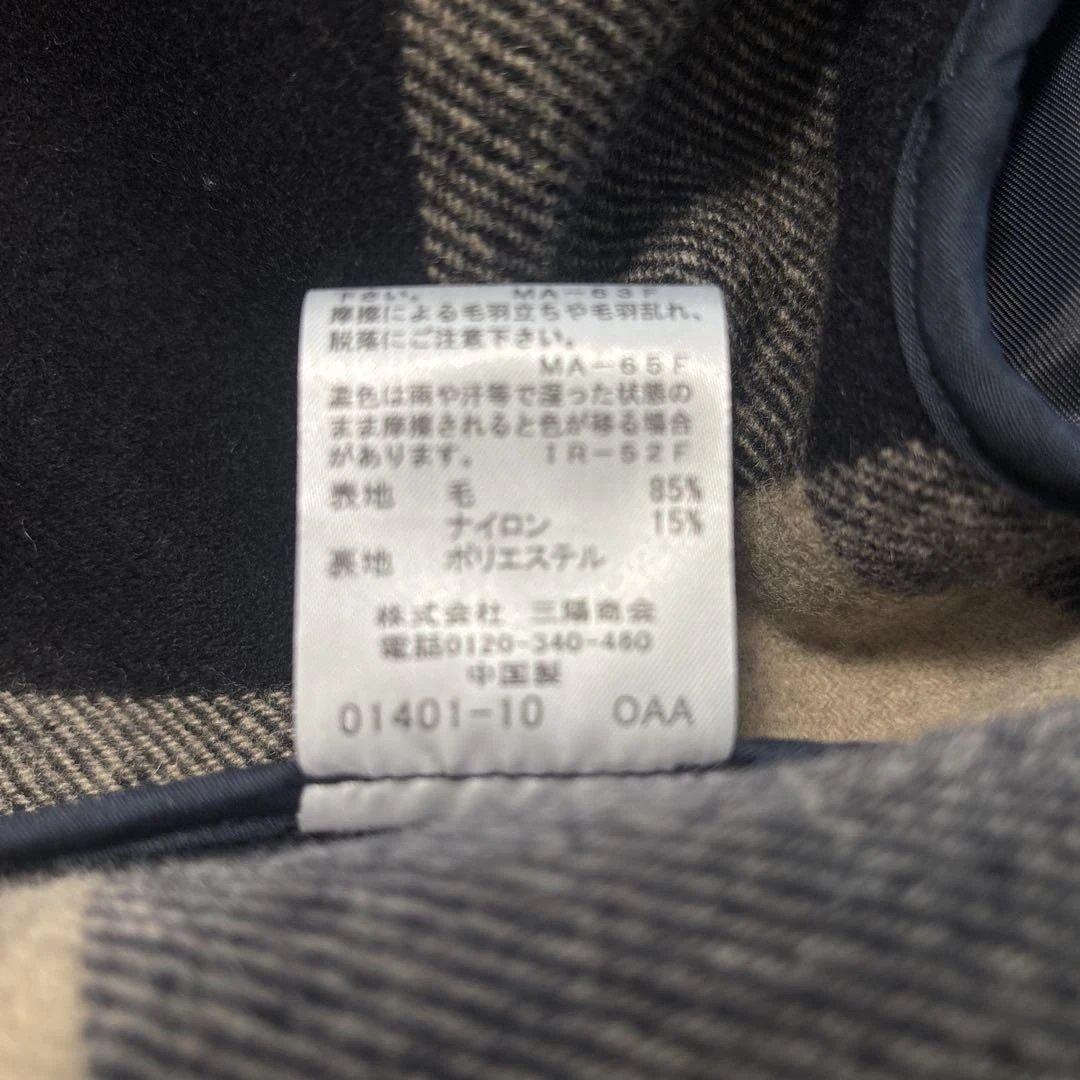 下さい。 MA-63F
摩擦による毛羽立ちや毛羽乱れ、
脱落にご注意下さい。
MA-65F
濃色は雨や汗等で湿った状態の
まま摩擦されると色が移る場合
があります。 IR-52F
表地 毛 85%
ナイロン 15%
裏地 ポリエステル
株式会社 三陽商会
電話0120-340-460
中国製
01401-10 OAA